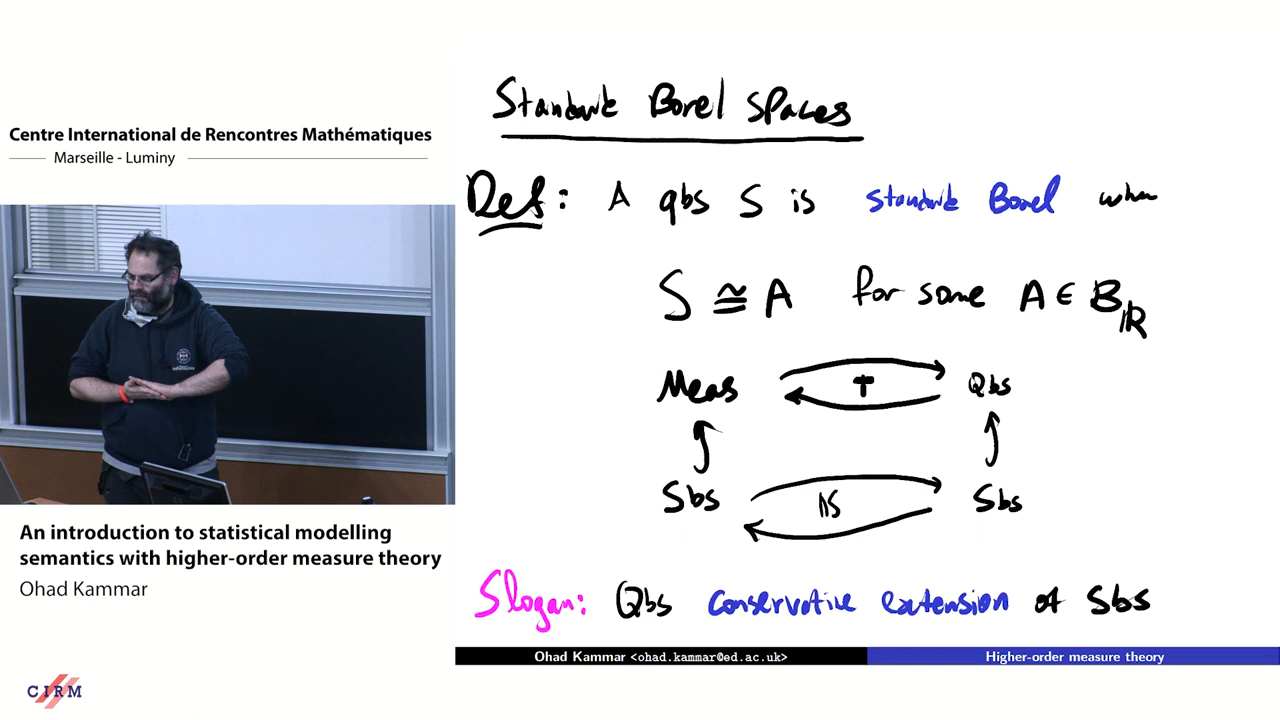 Centre International de Rencontres Mathématiques
Marseille - Luminy
An introduction to statistical modelling
semantics with higher-order measure theory
Ohad Kammar
CIRM
Standard Borel Spaces
Def: A qbs S is standard Borel when
S ≅ A for some A ∈ B_ℝ
Meas ⊤ Qbs
Sbs ≅ Sbs
Slogan: Qbs conservative extension of Sbs
Ohad Kammar <ohad.kammar@ed.ac.uk> Higher-order measure theory